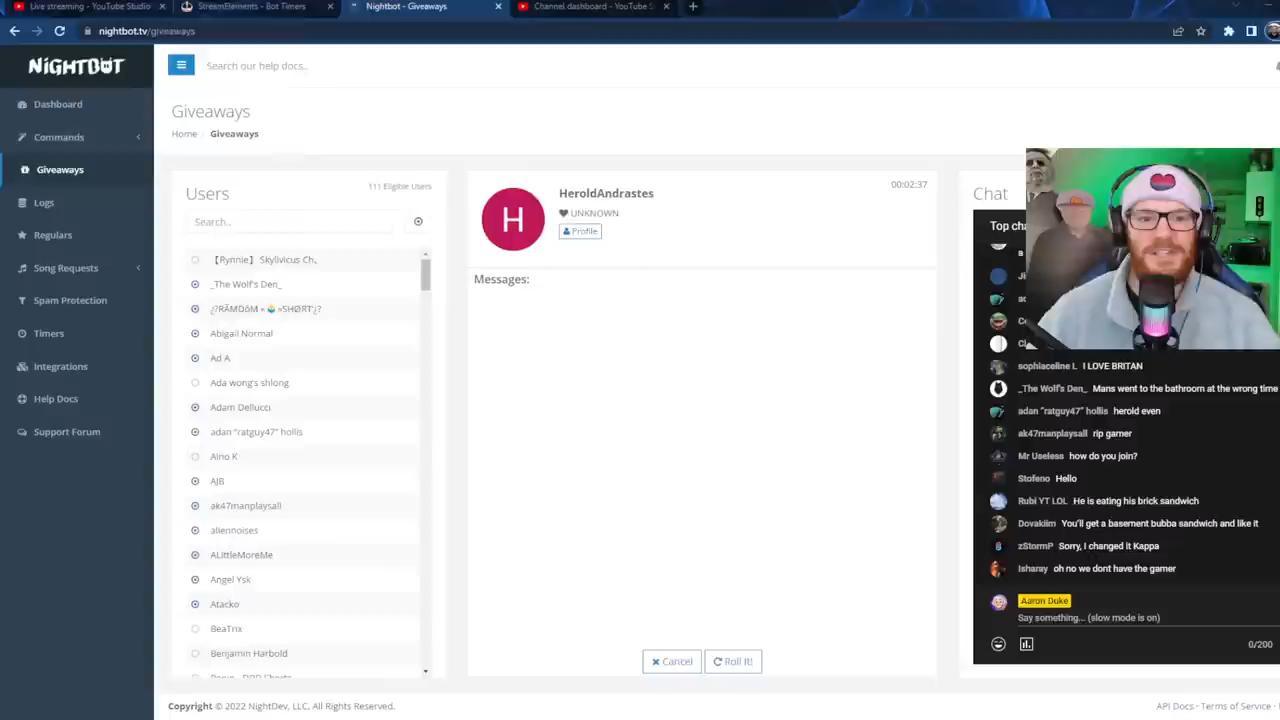 Live streaming - YouTube Studio
StreamElements - Bot Timers
Nightbot - Giveaways
Channel dashboard - YouTube S
nightbot.tv/giveaways
NIGHTBOT
Search our help docs..
Dashboard
Commands
Giveaways
Logs
Regulars
Song Requests
Spam Protection
Timers
Integrations
Help Docs
Support Forum
Giveaways
Home / Giveaways
Users
111 Eligible Users
Search..
【Rynnie】 Skylivicus Ch.
_The Wolf's Den_
Abigail Normal
Ad A
Ada wong's shlong
Adam Dellucci
adan "ratguy47" hollis
Aino K
AJB
ak47manplaysall
aliennoises
ALittleMoreMe
Angel Ysk
Atacko
BeaTrix
Benjamin Harbold
H
HeroldAndrastes
UNKNOWN
Profile
00:02:37
Messages:
Cancel
Roll It!
Chat
Top cha
sophiaceline L I LOVE BRITAN
_The Wolf's Den_ Mans went to the bathroom at the wrong time
adan "ratguy47" hollis herold even
ak47manplaysall rip gamer
Mr Useless how do you join?
Stofeno Hello
Rubi YT LOL He is eating his brick sandwich
Dovakiim You'll get a basement bubba sandwich and like it
zStormP Sorry, I changed it Kappa
Isharay oh no we dont have the gamer
Aaron Duke
Say something... (slow mode is on)
0/200
Copyright © 2022 NightDev, LLC, All Rights Reserved.
API Docs - Terms of Service -